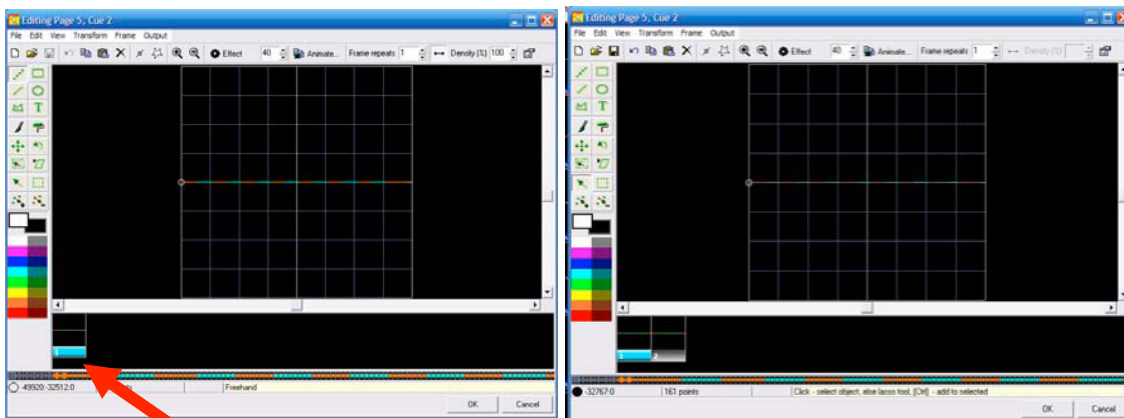 Editing Page 5, Cue 2
File Edit View Transform Frame Output
Effect 40 Animate... Frame repeats 1 Density (%) 100
T
1
-49920:-32512:0 Freehand
OK Cancel
Editing Page 5, Cue 2
File Edit View Transform Frame Output
Effect 40 Animate... Frame repeats 1 Density (%)
T
1 2
-32767:0 161 points Click - select object, else lasso tool, [Ctrl] - add to selected
OK Cancel